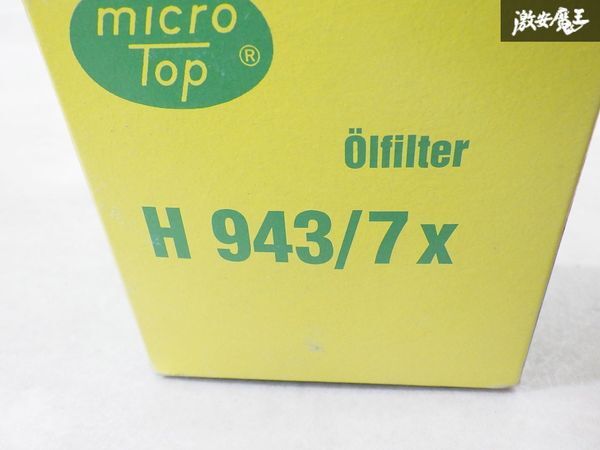 激安魔王
micro
Top ®
Ölfilter
H 943/7 x